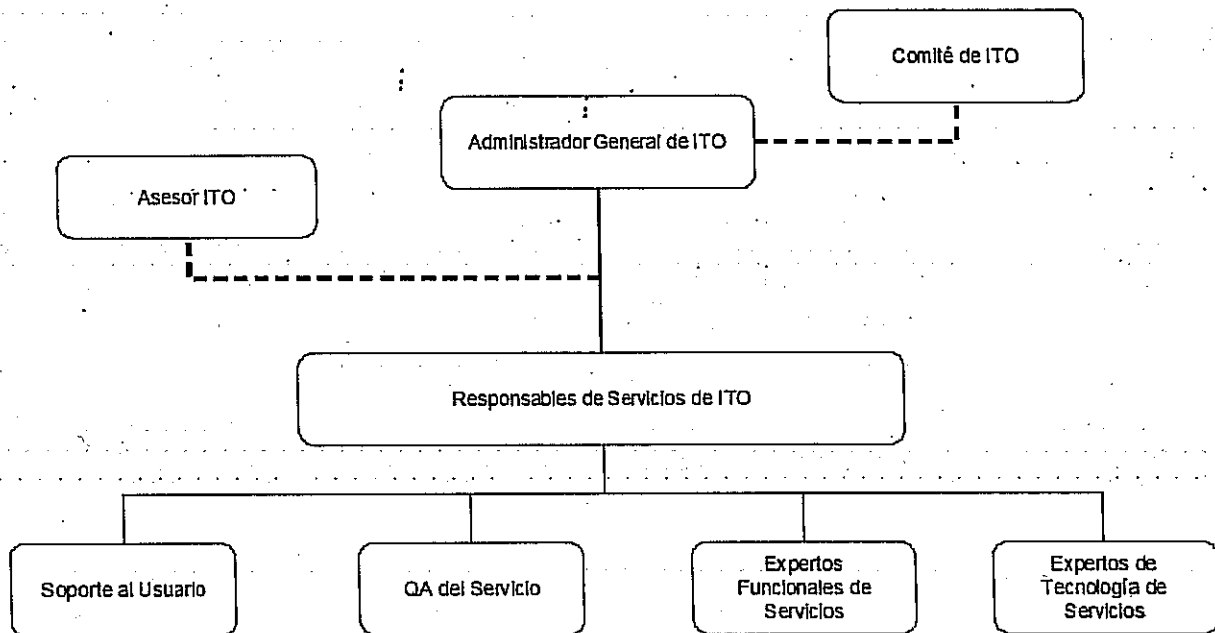 Comité de ITO
Administrador General de ITO
Asesor ITO
Responsables de Servicios de ITO
Soporte al Usuario
QA del Servicio
Expertos
Funcionales de
Servicios
Expertos de
Tecnología de
Servicios